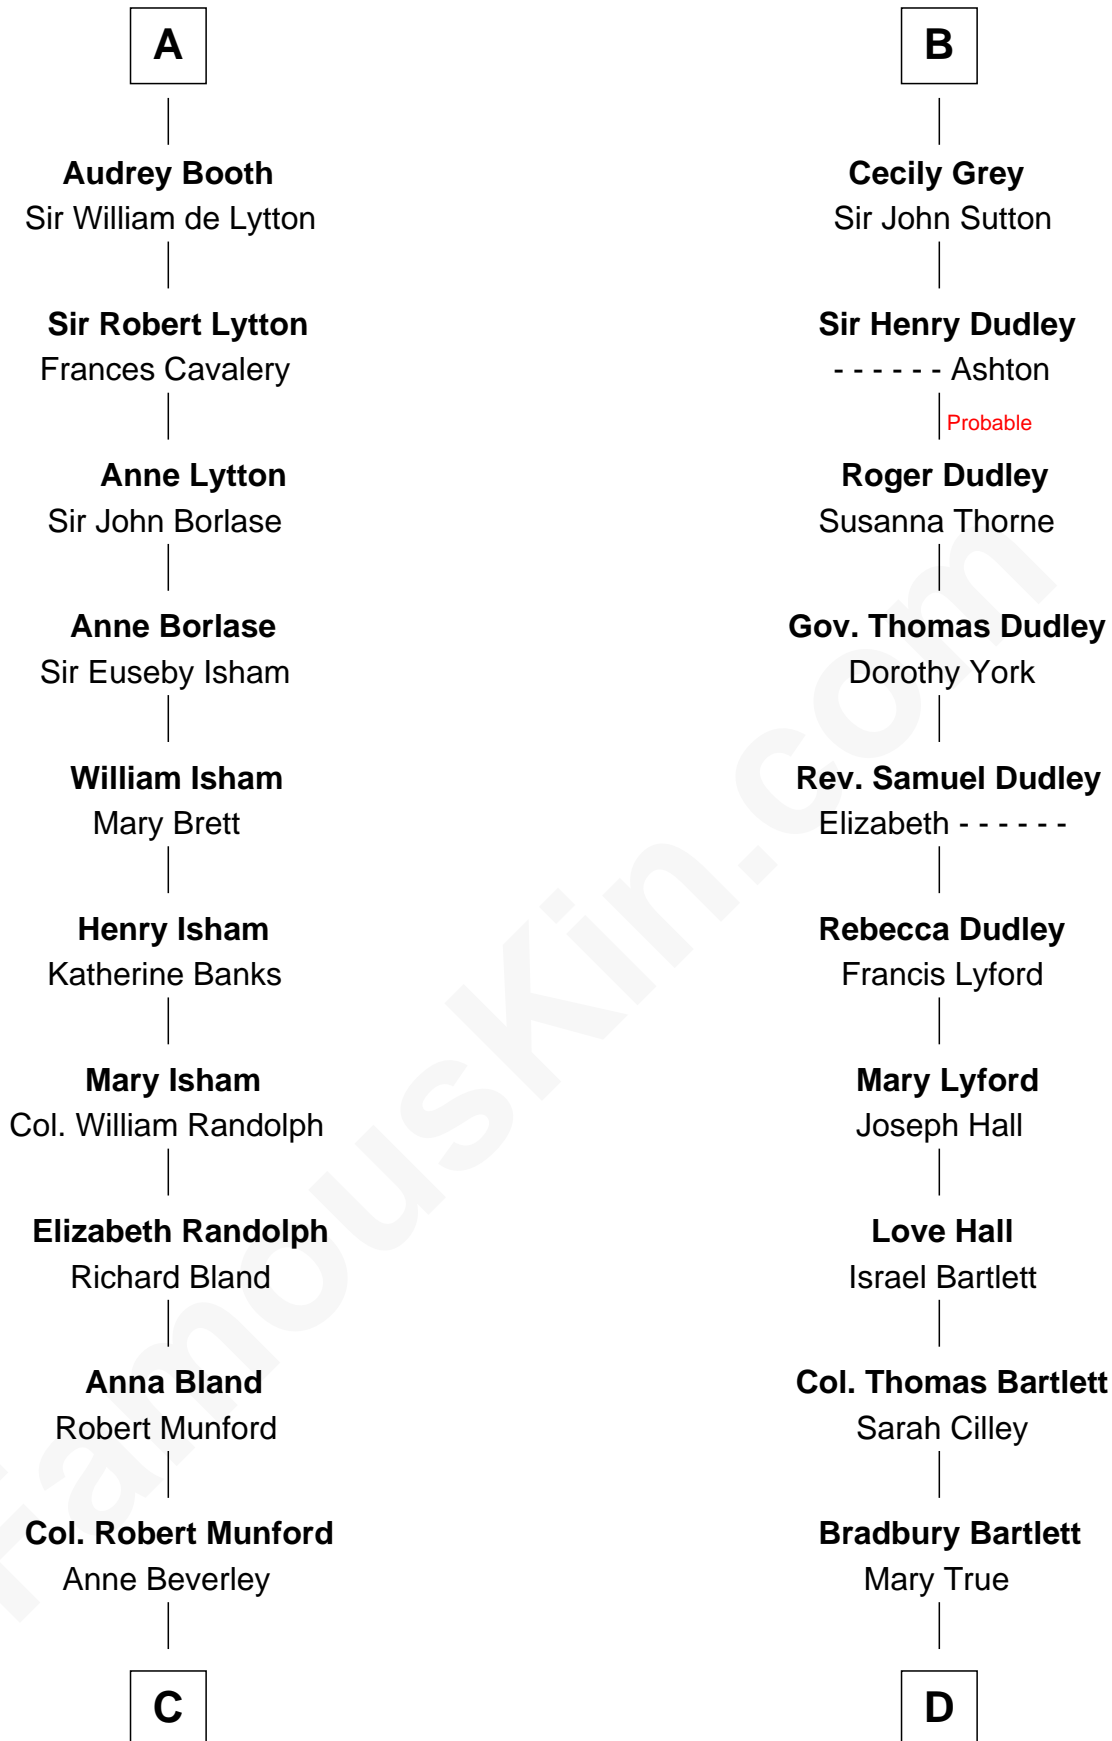 A
Audrey Booth
Sir William de Lytton
Sir Robert Lytton
Frances Cavalery
Anne Lytton
Sir John Borlase
Anne Borlase
Sir Euseby Isham
William Isham
Mary Brett
Henry Isham
Katherine Banks
Mary Isham
Col. William Randolph
Elizabeth Randolph
Richard Bland
Anna Bland
Robert Munford
Col. Robert Munford
Anne Beverley
C
B
Cecily Grey
Sir John Sutton
Sir Henry Dudley
- - - - - - Ashton
Probable
Roger Dudley
Susanna Thorne
Gov. Thomas Dudley
Dorothy York
Rev. Samuel Dudley
Elizabeth - - - - - -
Rebecca Dudley
Francis Lyford
Mary Lyford
Joseph Hall
Love Hall
Israel Bartlett
Col. Thomas Bartlett
Sarah Cilley
Bradbury Bartlett
Mary True
D
FamousKin.com